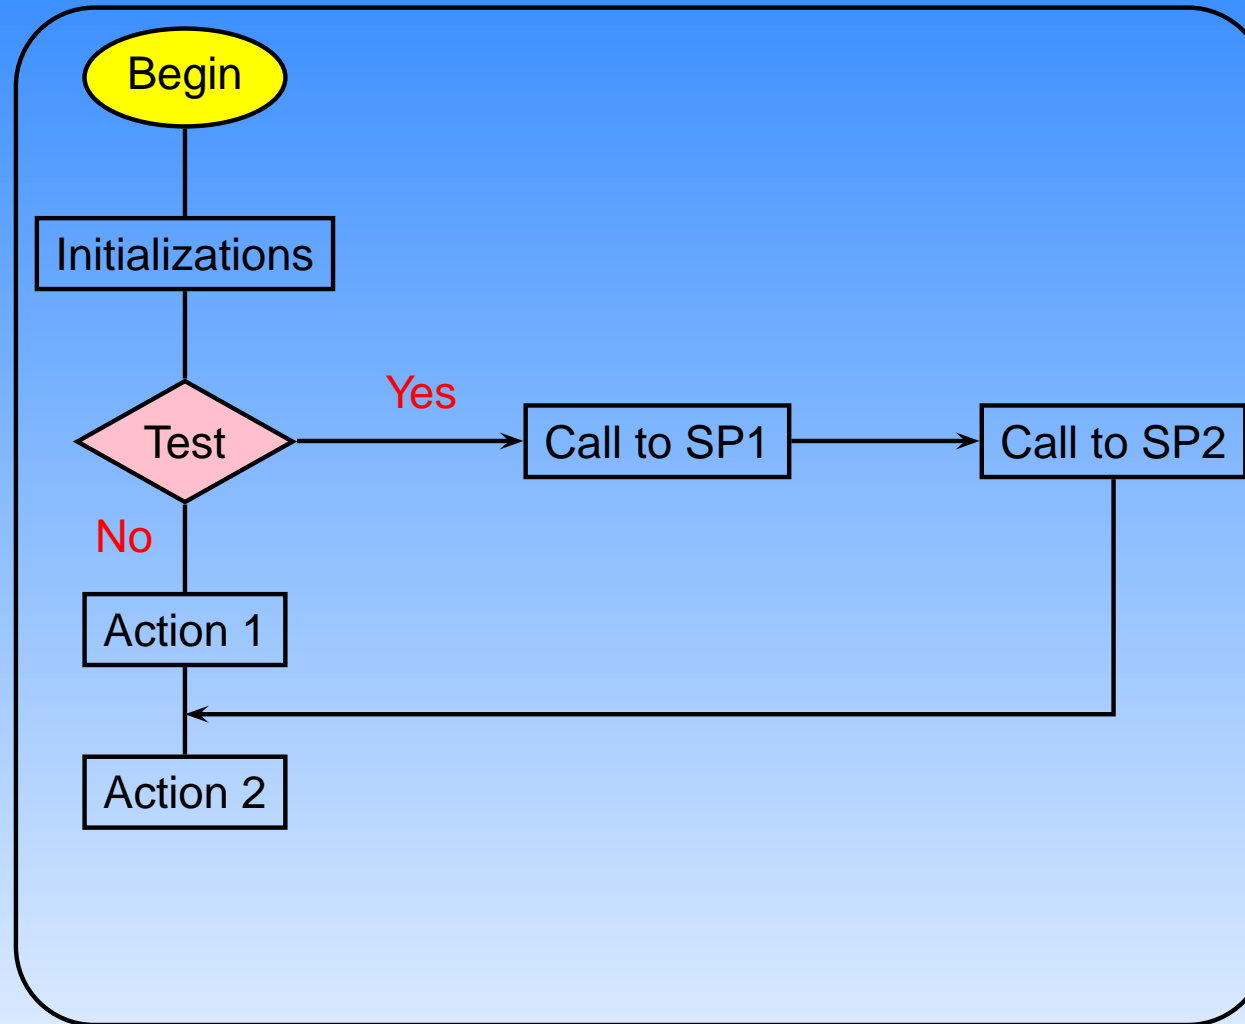 Begin
Initializations
Yes
Test
Call to SP1
Call to SP2
No
Action 1
Action 2